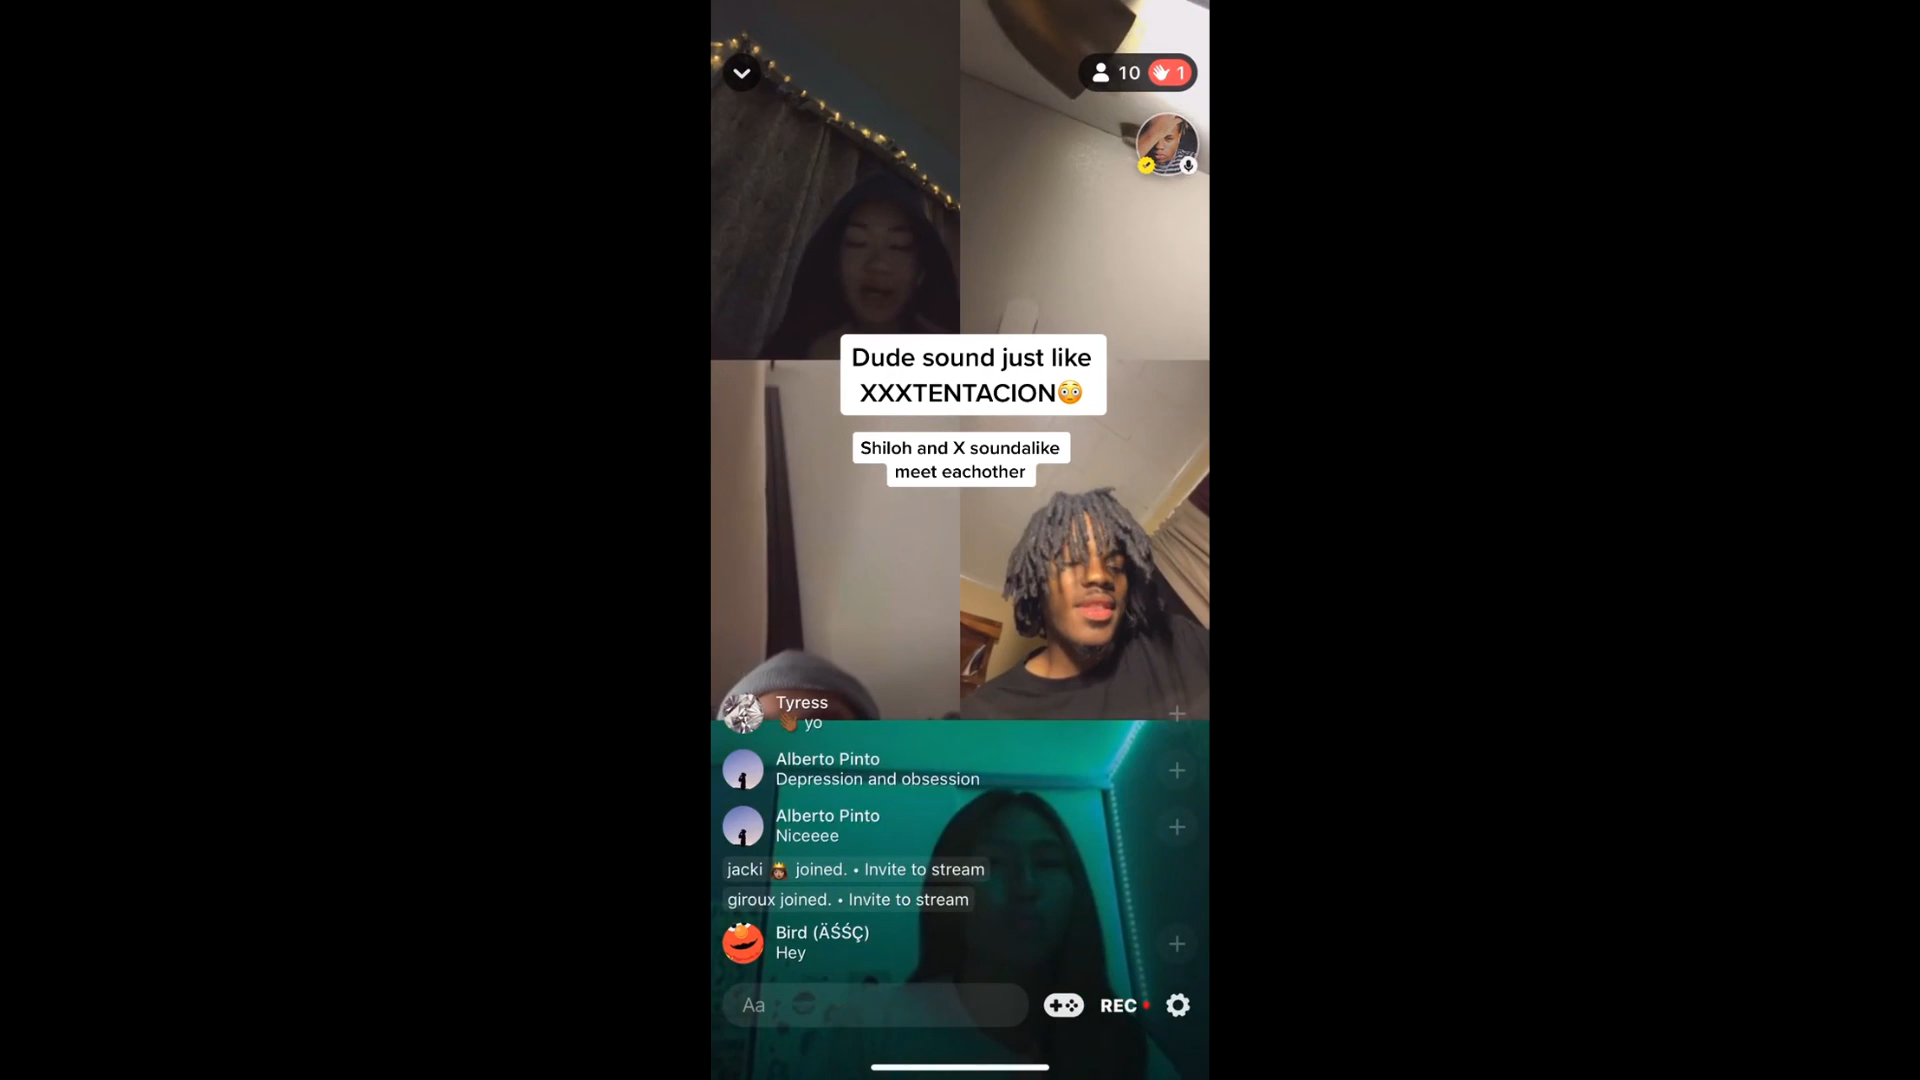 10
1
Dude sound just like
XXXTENTACION😳
Shiloh and X soundalike
meet eachother
Tyress
👋🏾 yo
Alberto Pinto
Depression and obsession
Alberto Pinto
Niceeee
jacki 👸🏽 joined. • Invite to stream
giroux joined. • Invite to stream
Bird (ÄŚŚÇ)
Hey
Aa
REC